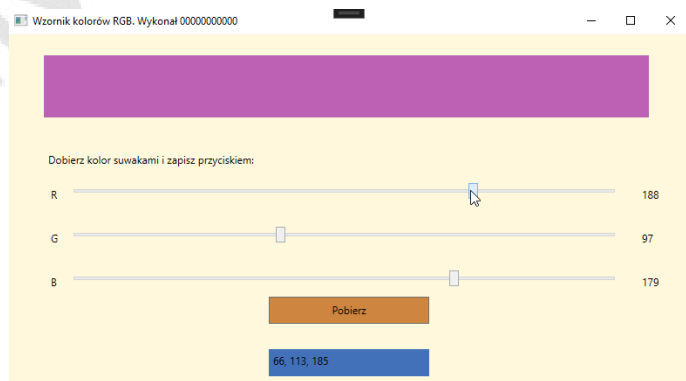 Wzornik kolorów RGB. Wykonał 00000000000
Dobierz kolor suwakami i zapisz przyciskiem:
R 188
G 97
B 179
Pobierz
66, 113, 185